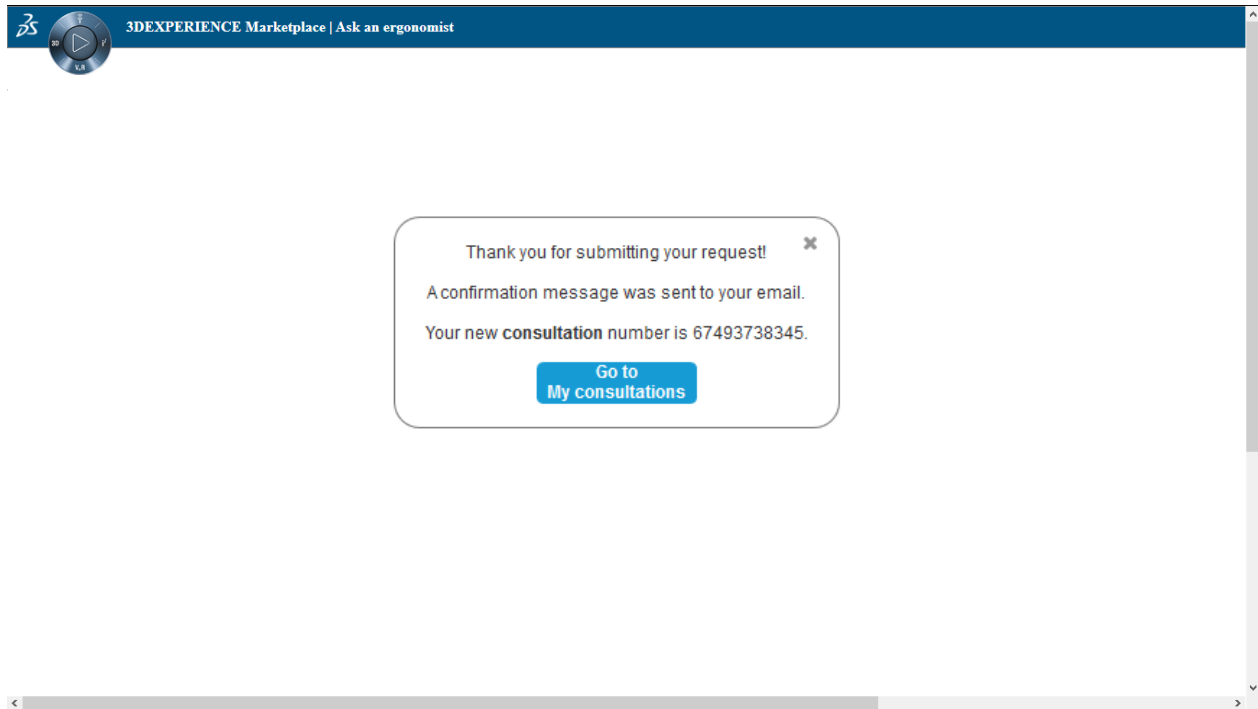 3DEXPERIENCE Marketplace | Ask an ergonomist
3D
V.R
Thank you for submitting your request!
A confirmation message was sent to your email.
Your new consultation number is 67493738345.
Go to
My consultations